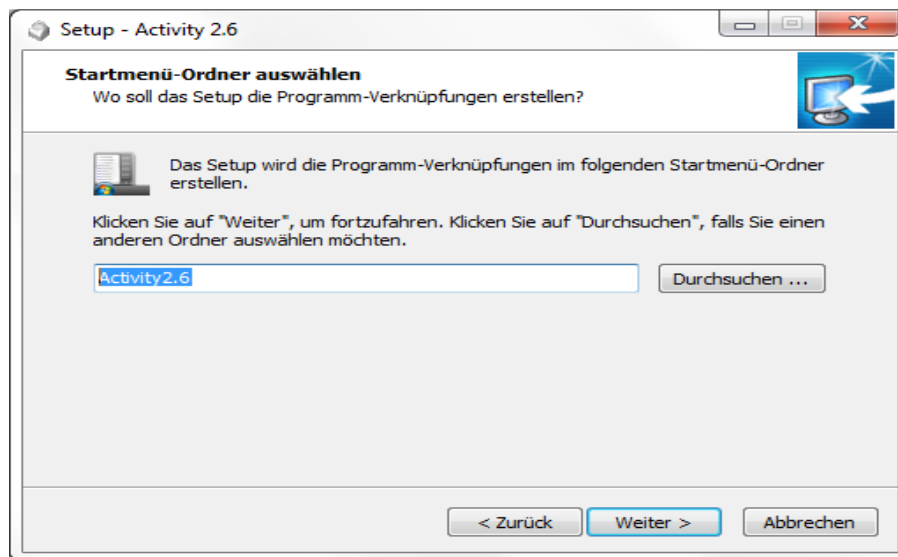 Setup - Activity 2.6
Startmenü-Ordner auswählen
Wo soll das Setup die Programm-Verknüpfungen erstellen?
Das Setup wird die Programm-Verknüpfungen im folgenden Startmenü-Ordner
erstellen.
Klicken Sie auf "Weiter", um fortzufahren. Klicken Sie auf "Durchsuchen", falls Sie einen
anderen Ordner auswählen möchten.
Activity2.6
Durchsuchen ...
< Zurück
Weiter >
Abbrechen